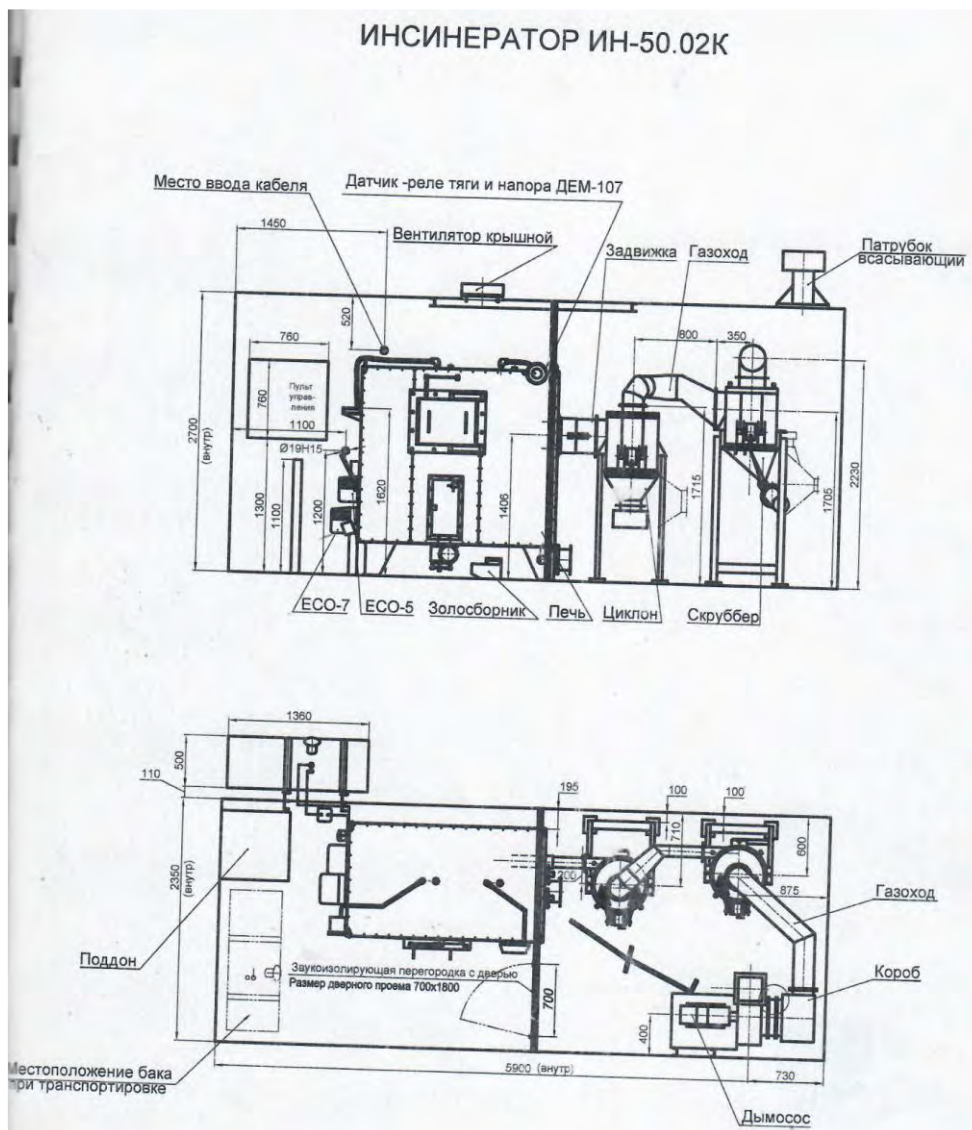 ИНСИНЕРАТОР ИН-50.02К
Место ввода кабеля
Датчик -реле тяги и напора ДЕМ-107
1450
Вентилятор крышной
Задвижка
Газоход
Патрубок
всасывающий
520
760
800
350
760
Пульт
управ-
ления
1100
Ø19H15
2700
(внутр)
1300
1100
1200
1620
1406
1715
1705
2230
ECO-7
ECO-5
Золосборник
Печь
Циклон
Скруббер
1360
500
110
195
100
100
710
600
2350
(внутр)
200
875
Газоход
Поддон
Звукоизолирующая перегородка с дверью
Размер дверного проема 700х1800
700
Короб
400
Местоположение бака
при транспортировке
5900 (внутр)
730
Дымосос